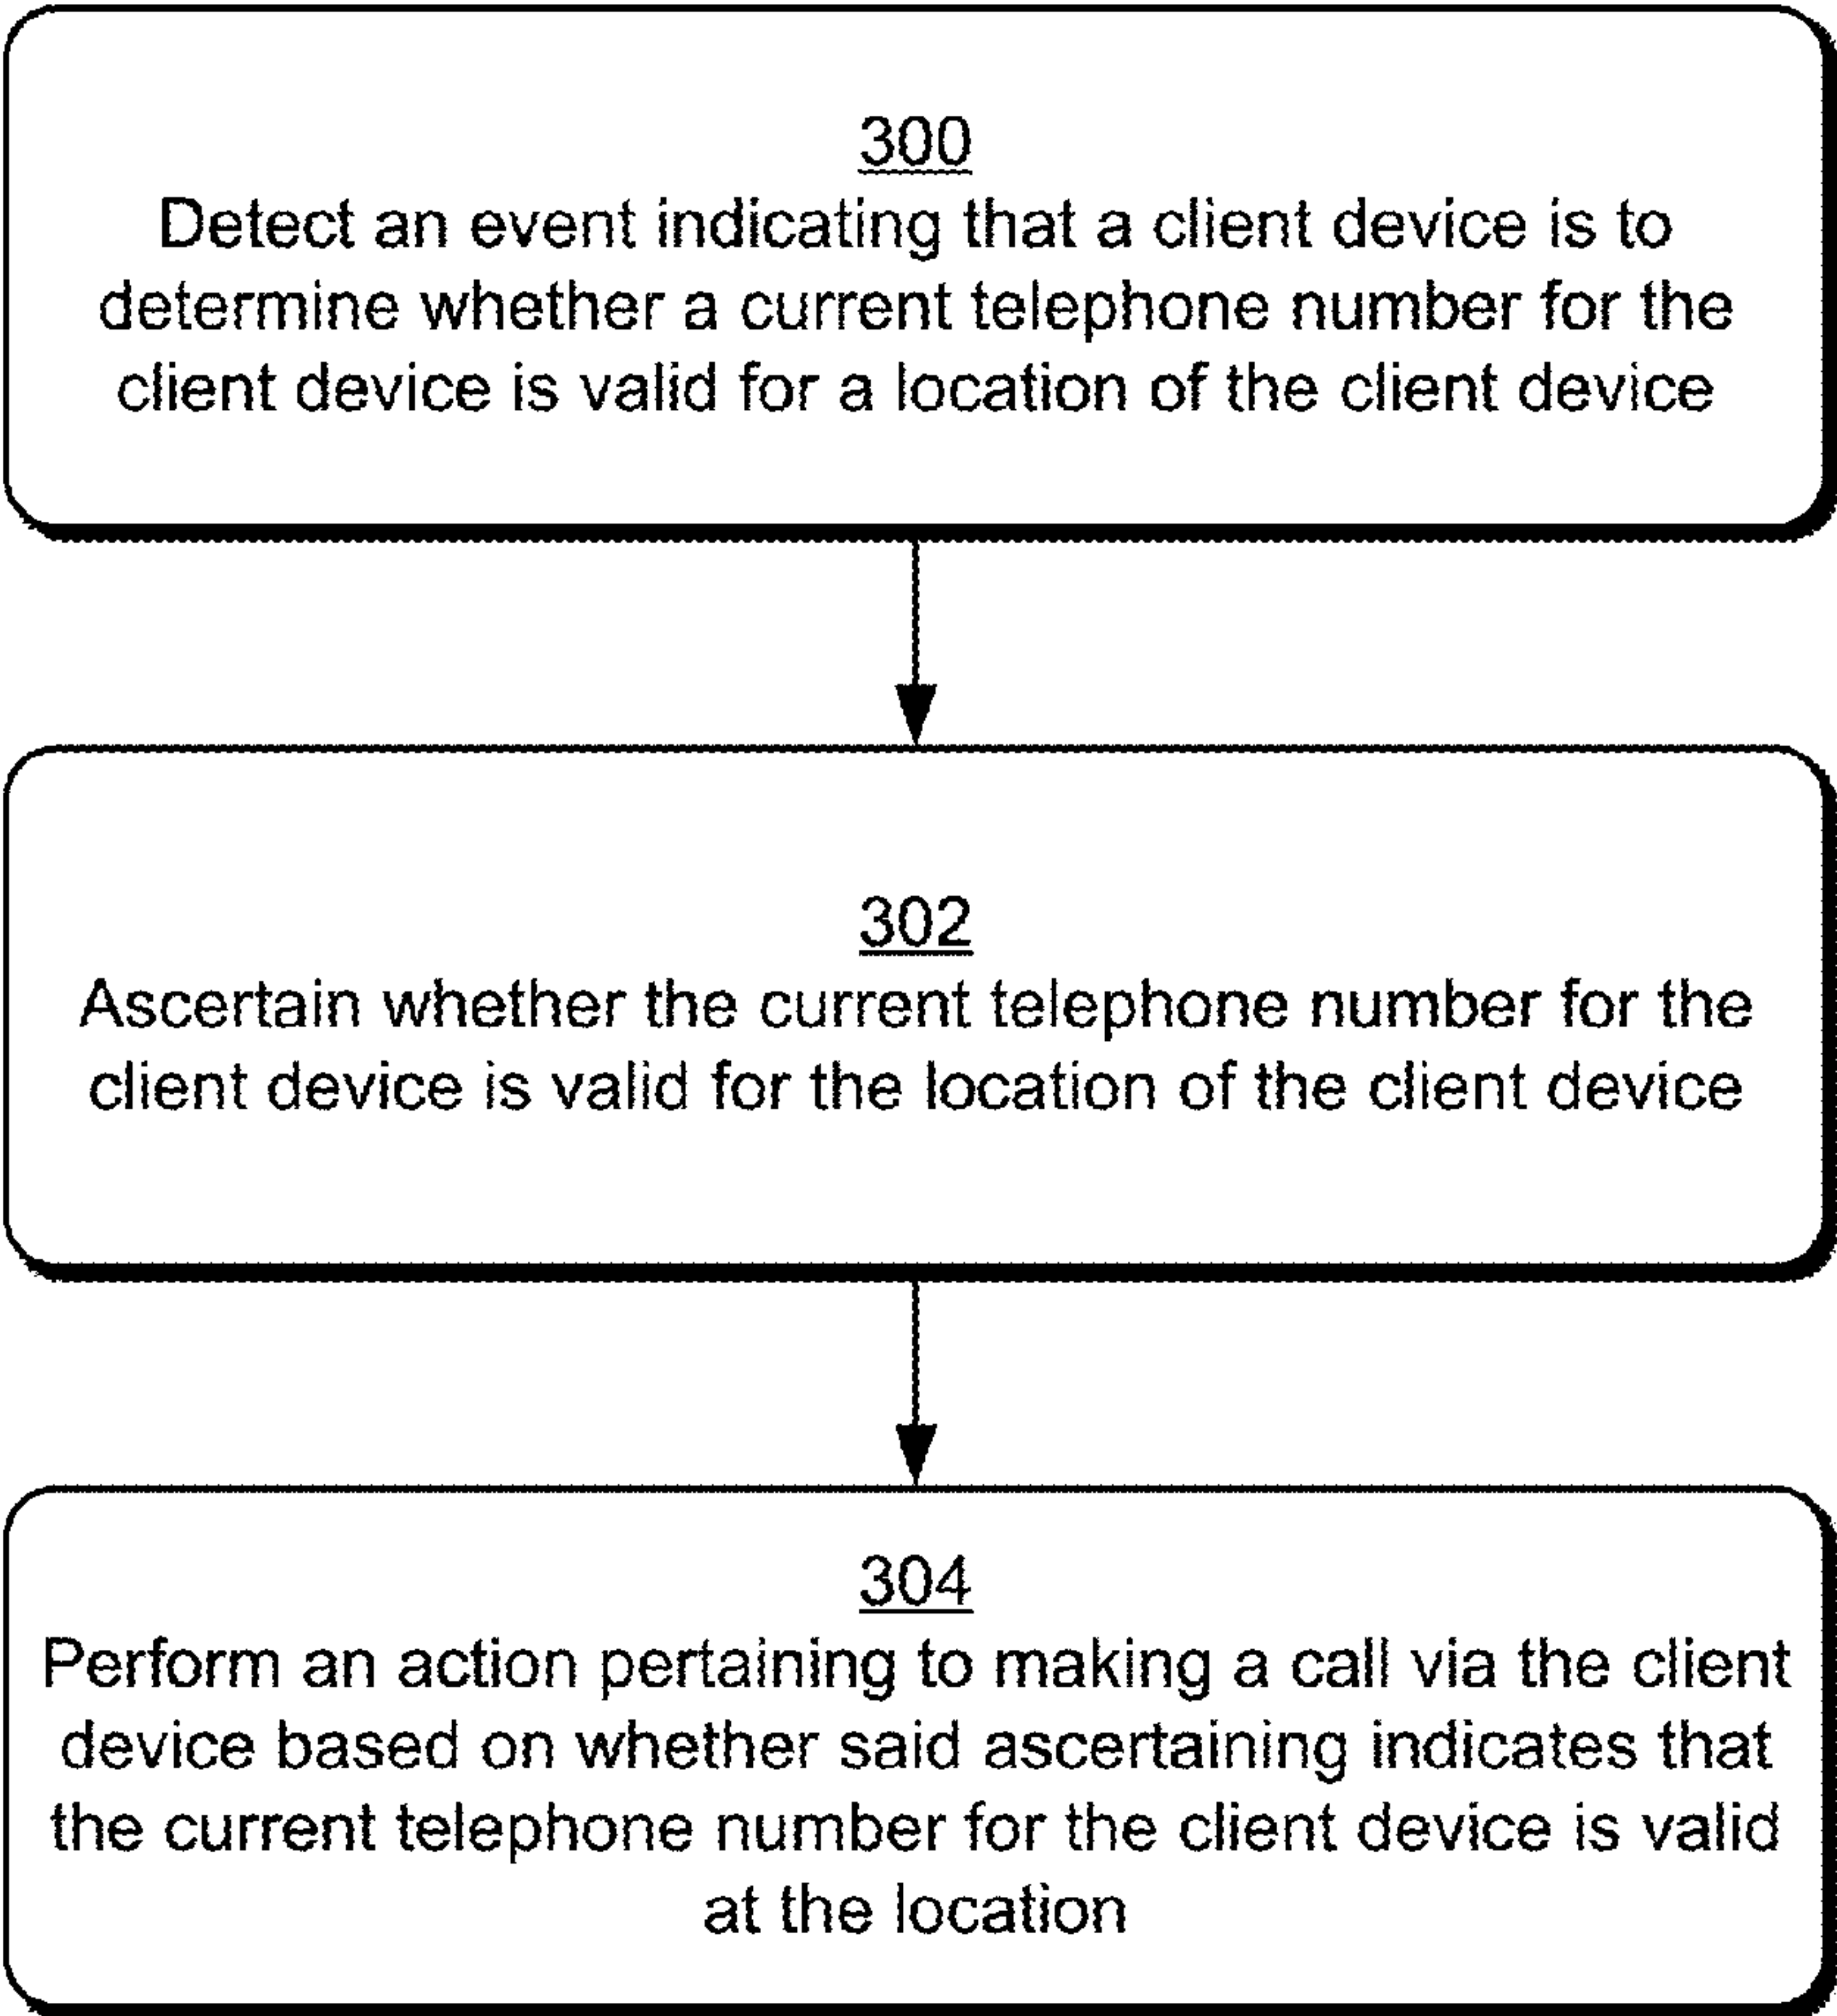 300
Detect an event indicating that a client device is to
determine whether a current telephone number for the
client device is valid for a location of the client device
302
Ascertain whether the current telephone number for the
client device is valid for the location of the client device
304
Perform an action pertaining to making a call via the client
device based on whether said ascertaining indicates that
the current telephone number for the client device is valid
at the location